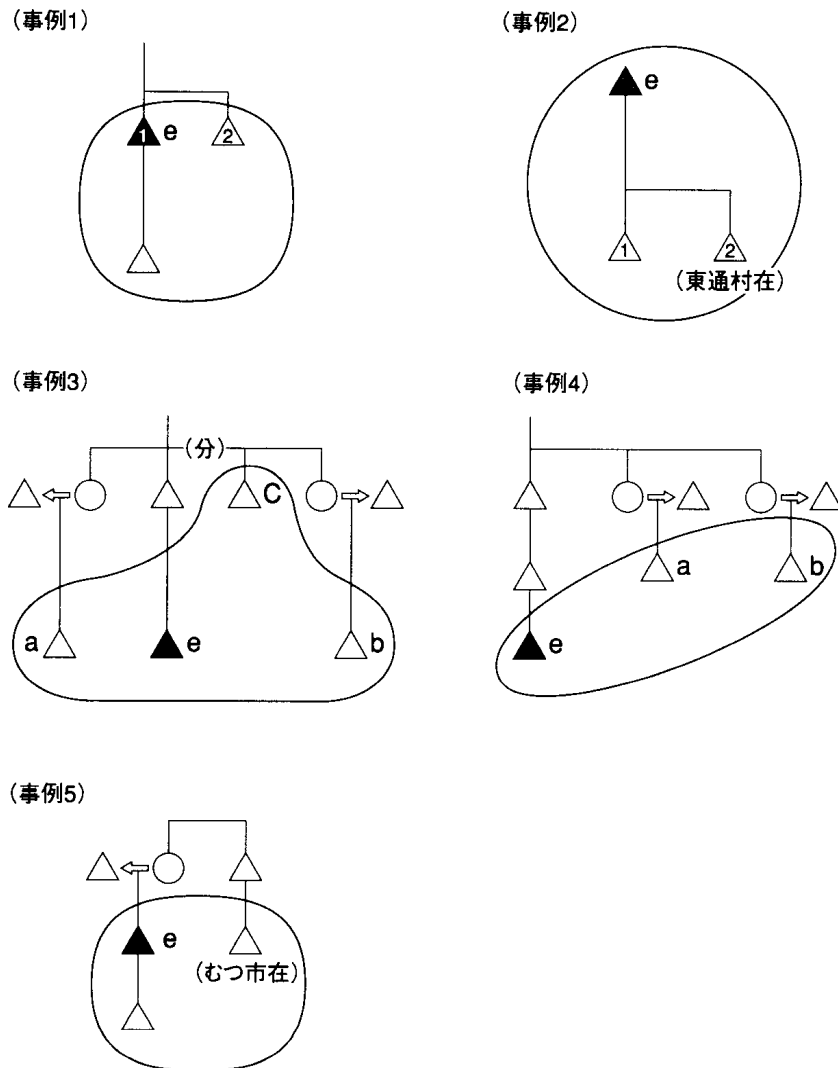 (事例1)
(事例2)
e
1 e 2
1 2
(東通村在)
(事例3)
(事例4)
(分)
C
a e b
a b
e
(事例5)
e
(むつ市在)